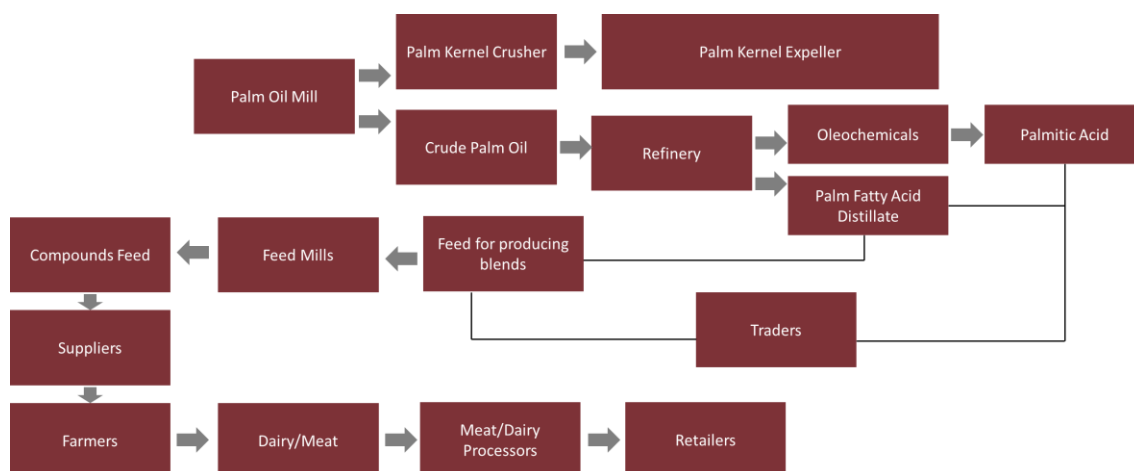 Palm Kernel Crusher
Palm Kernel Expeller
Palm Oil Mill
Crude Palm Oil
Refinery
Oleochemicals
Palmitic Acid
Palm Fatty Acid
Distillate
Compounds Feed
Feed Mills
Feed for producing
blends
Traders
Suppliers
Farmers
Dairy/Meat
Meat/Dairy
Processors
Retailers